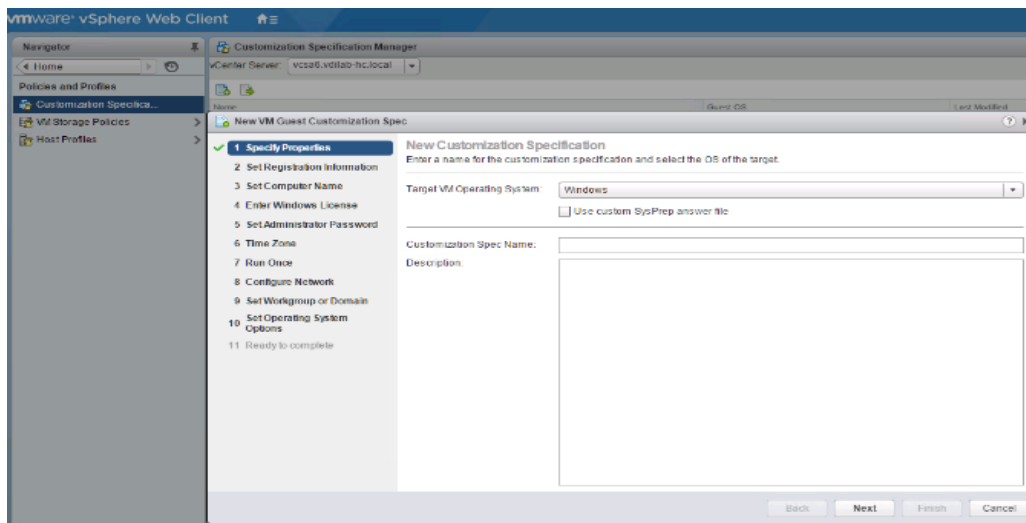 vmware® vSphere Web Client
Navigator
Customization Specification Manager
Home
vCenter Server: vcsa6.vdilab-hc.local
Policies and Profiles
Customization Specifica...
VM Storage Policies
Host Profiles
Name
Guest OS
Last Modified
New VM Guest Customization Spec
?
1 Specify Properties
2 Set Registration Information
3 Set Computer Name
4 Enter Windows License
5 Set Administrator Password
6 Time Zone
7 Run Once
8 Configure Network
9 Set Workgroup or Domain
10 Set Operating System Options
11 Ready to complete
New Customization Specification
Enter a name for the customization specification and select the OS of the target.
Target VM Operating System: Windows
Use custom SysPrep answer file
Customization Spec Name:
Description:
Back
Next
Finish
Cancel